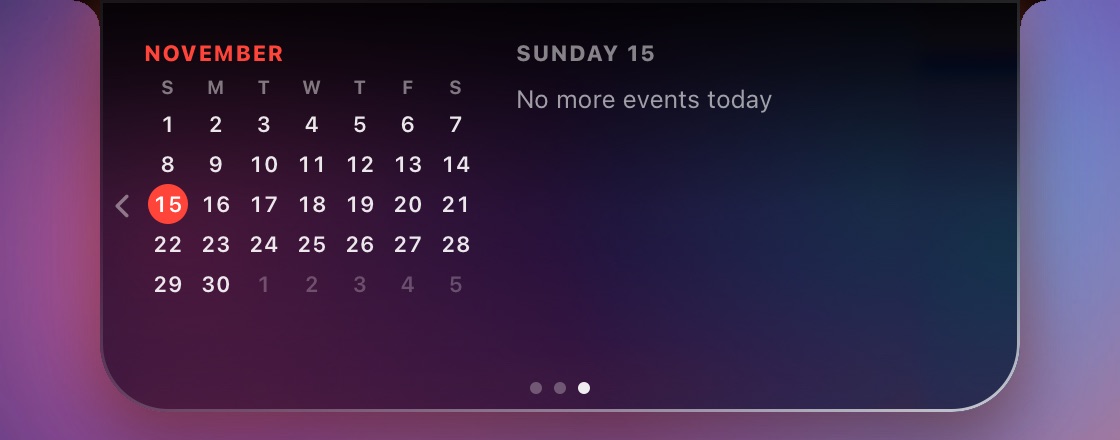 NOVEMBER
S M T W T F S
1 2 3 4 5 6 7
8 9 10 11 12 13 14
15 16 17 18 19 20 21
22 23 24 25 26 27 28
29 30 1 2 3 4 5
SUNDAY 15
No more events today